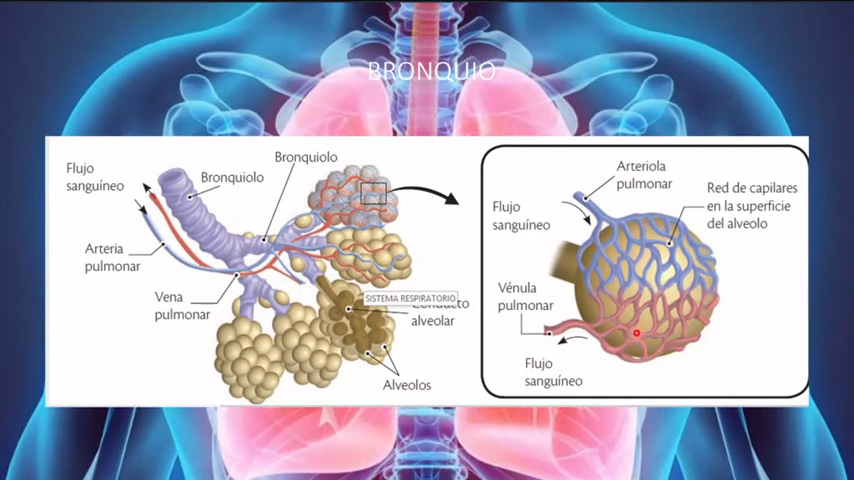 BRONQUIO
Flujo
sanguíneo
Bronquiolo
Bronquiolo
Arteria
pulmonar
Vena
pulmonar
SISTEMA RESPIRATORIO
Conducto
alveolar
Alveolos
Arteriola
pulmonar
Red de capilares
en la superficie
del alveolo
Flujo
sanguíneo
Vénula
pulmonar
Flujo
sanguíneo